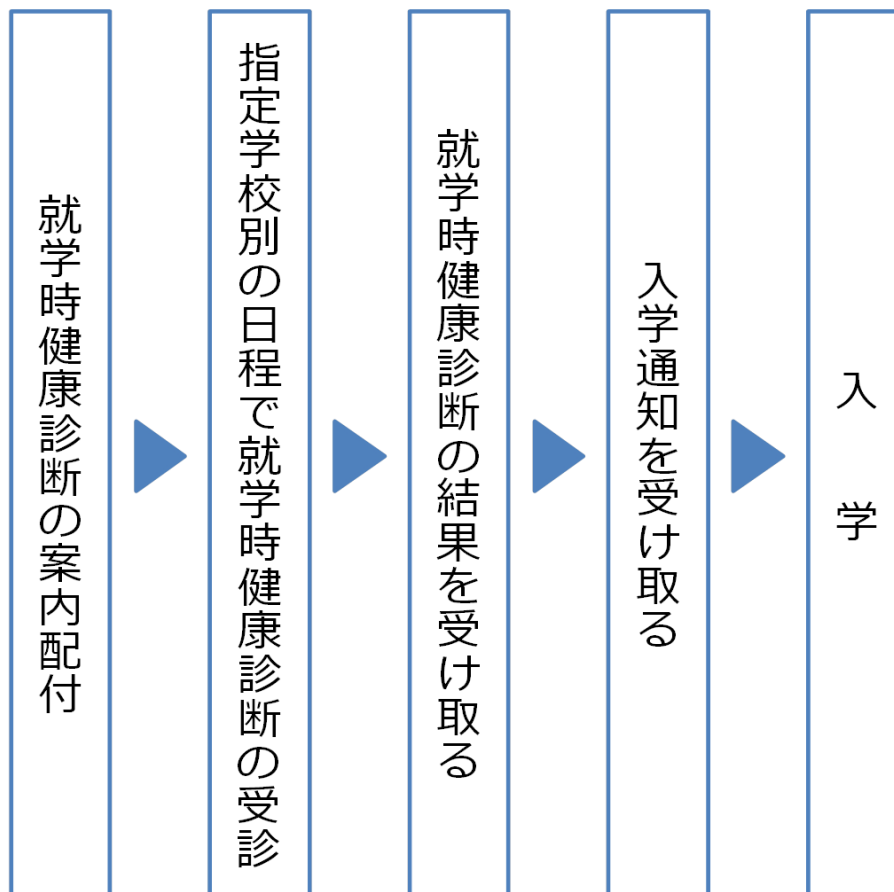 就学時健康診断の案内配付
指定学校別の日程で就学時健康診断の受診
就学時健康診断の結果を受け取る
入学通知を受け取る
入学